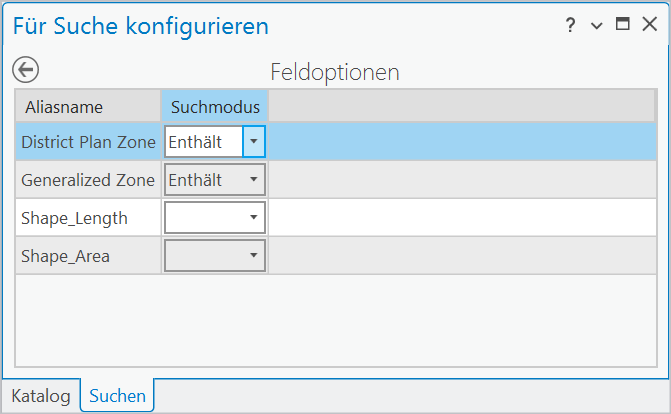 Für Suche konfigurieren ?
Feldoptionen
Aliasname Suchmodus
District Plan Zone Enthält
Generalized Zone Enthält
Shape_Length
Shape_Area
Katalog Suchen